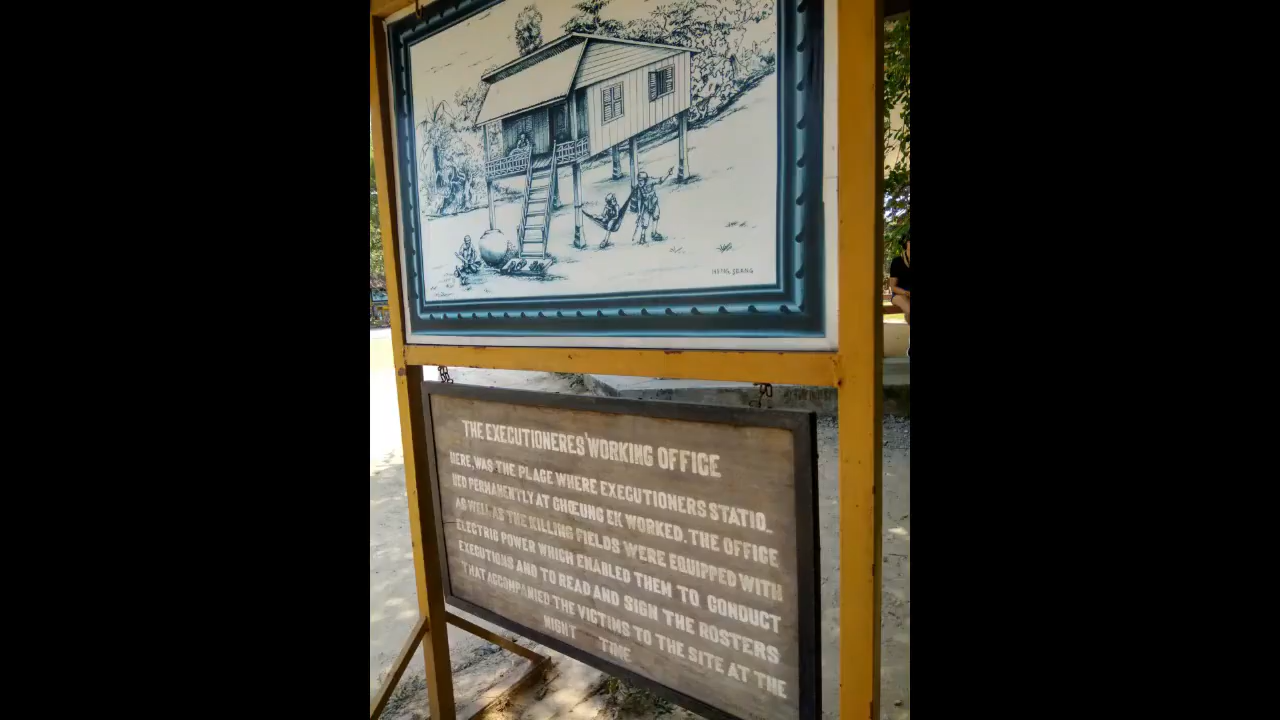 THE EXECUTIONERES'WORKING OFFICE
HERE, WAS THE PLACE WHERE EXECUTIONERS STATIO_
NED PERMANENTLY AT CHŒUNG EK WORKED. THE OFFICE
AS WELL AS THE KILLING FIELDS WERE EQUIPPED WITH
ELECTRIC POWER WHICH ENABLED THEM TO CONDUCT
EXECUTIONS AND TO READ AND SIGN THE ROSTERS
THAT ACCOMPANIED THE VICTIMS TO THE SITE AT THE
NIGHT TIME